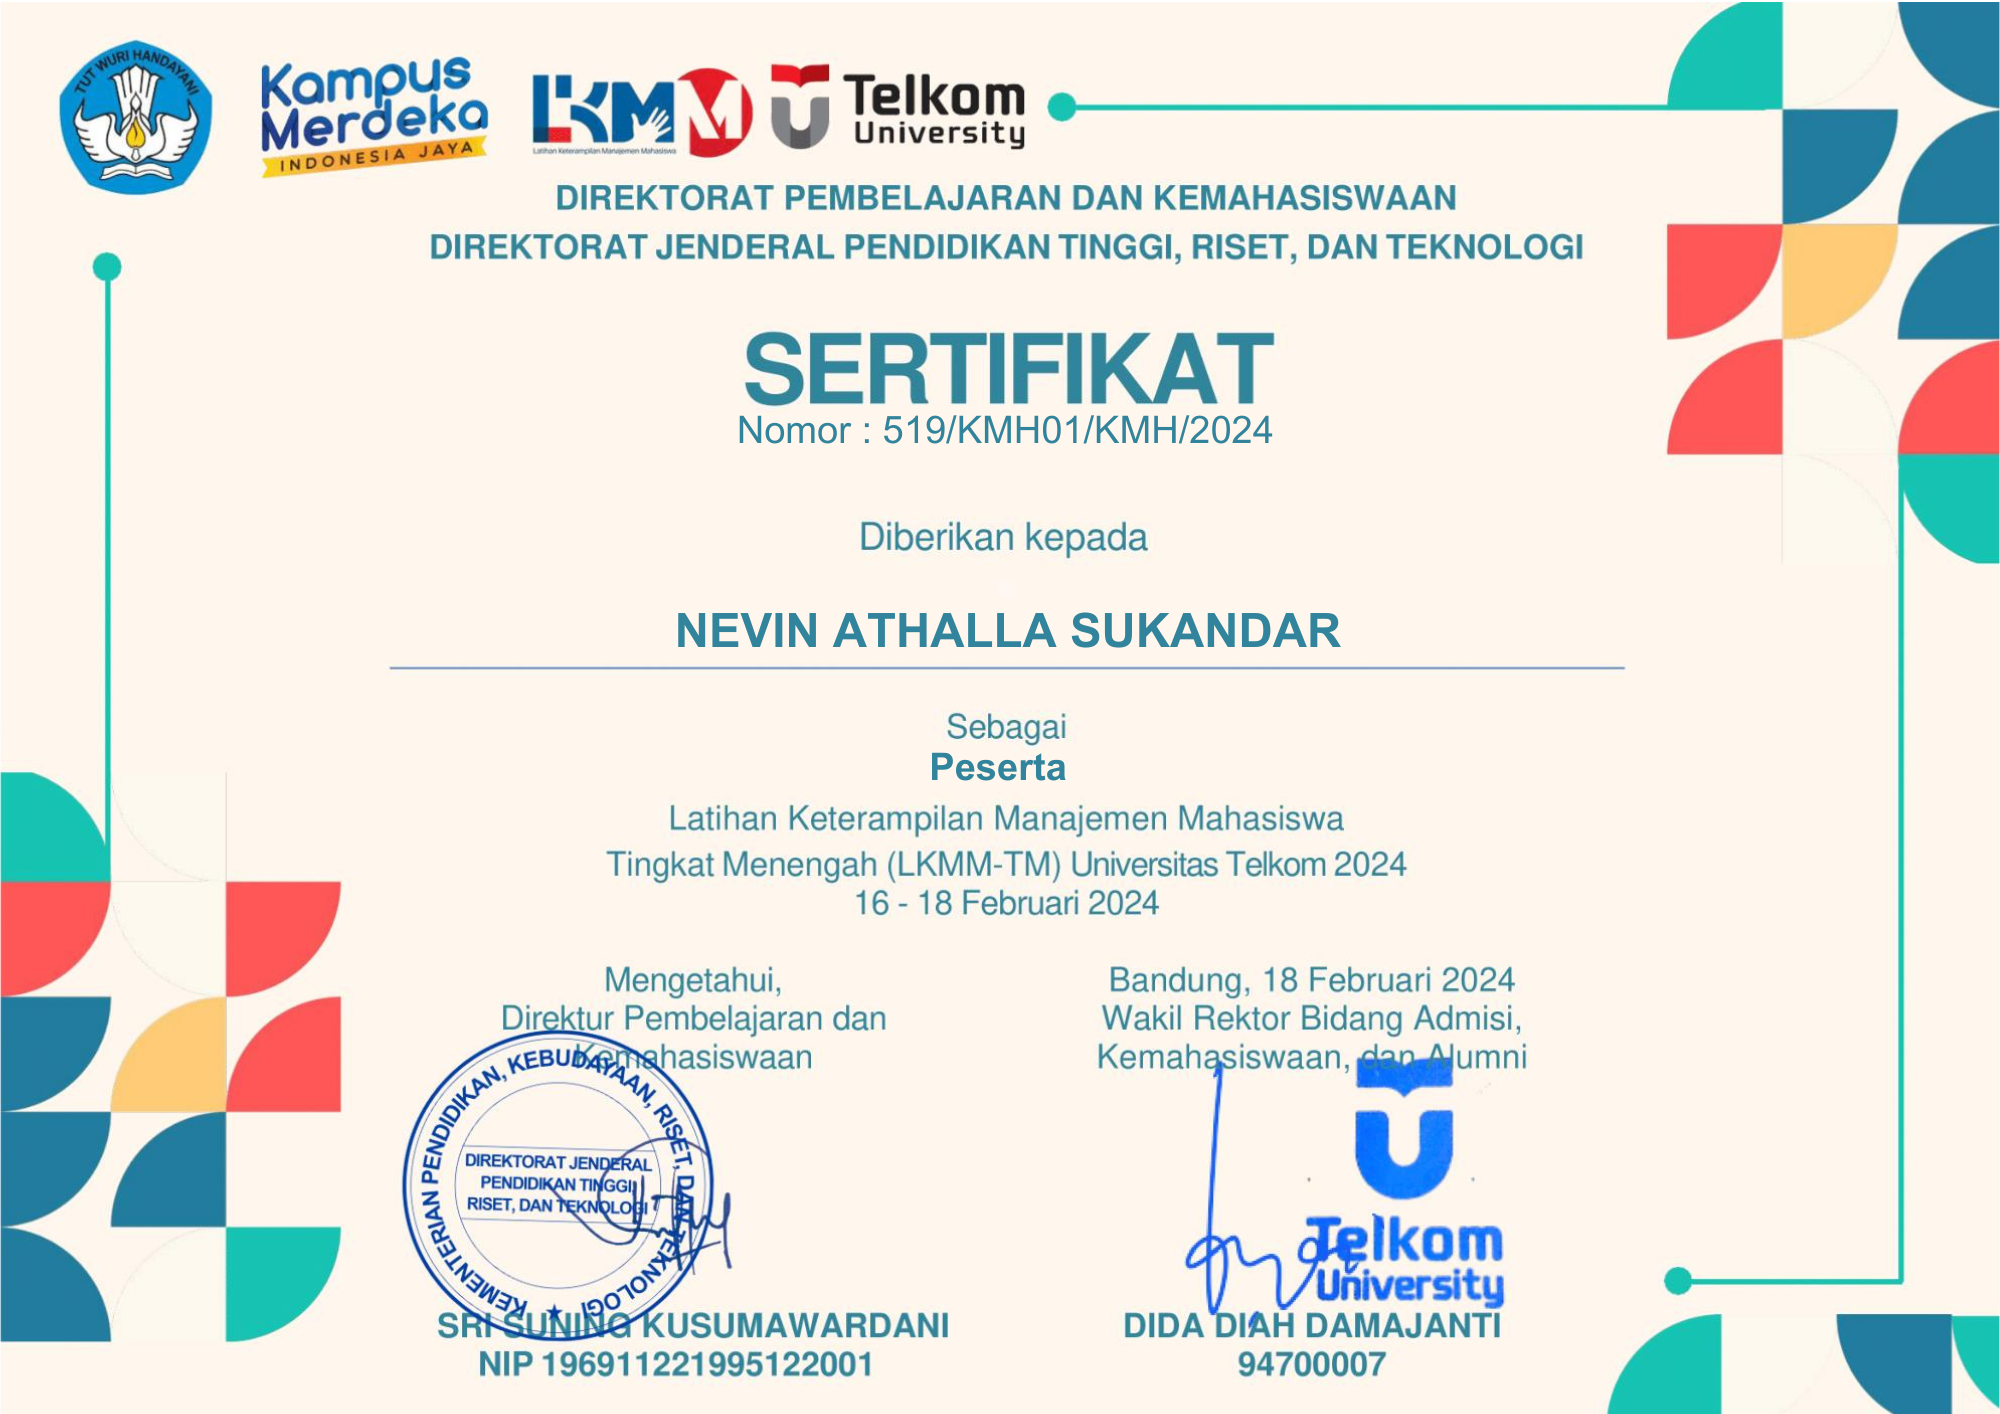 TUT WURI HANDAYANI
Kampus
Merdeka
INDONESIA JAYA
LKMM
Latihan Keterampilan Manajemen Mahasiswa
Telkom
University
DIREKTORAT PEMBELAJARAN DAN KEMAHASISWAAN
DIREKTORAT JENDERAL PENDIDIKAN TINGGI, RISET, DAN TEKNOLOGI
SERTIFIKAT
Nomor : 519/KMH01/KMH/2024
Diberikan kepada
NEVIN ATHALLA SUKANDAR
Sebagai
Peserta
Latihan Keterampilan Manajemen Mahasiswa
Tingkat Menengah (LKMM-TM) Universitas Telkom 2024
16 - 18 Februari 2024
Mengetahui,
Direktur Pembelajaran dan
Kemahasiswaan
KEMENTERIAN PENDIDIKAN, KEBUDAYAAN, RISET, DAN TEKNOLOGI
DIREKTORAT JENDERAL
PENDIDIKAN TINGGI,
RISET, DAN TEKNOLOGI
SRI SUNING KUSUMAWARDANI
NIP 196911221995122001
Bandung, 18 Februari 2024
Wakil Rektor Bidang Admisi,
Kemahasiswaan, dan Alumni
Telkom
University
DIDA DIAH DAMAJANTI
94700007